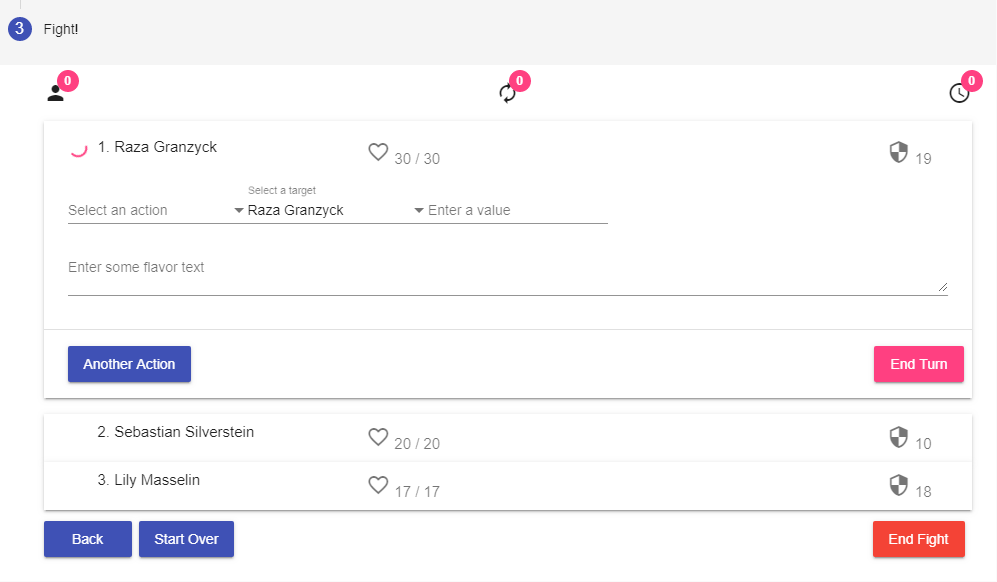 3 Fight!
0 0 0
1. Raza Granzyck 30 / 30 19
Select a target
Select an action Raza Granzyck Enter a value
Enter some flavor text
Another Action End Turn
2. Sebastian Silverstein 20 / 20 10
3. Lily Masselin 17 / 17 18
Back Start Over End Fight